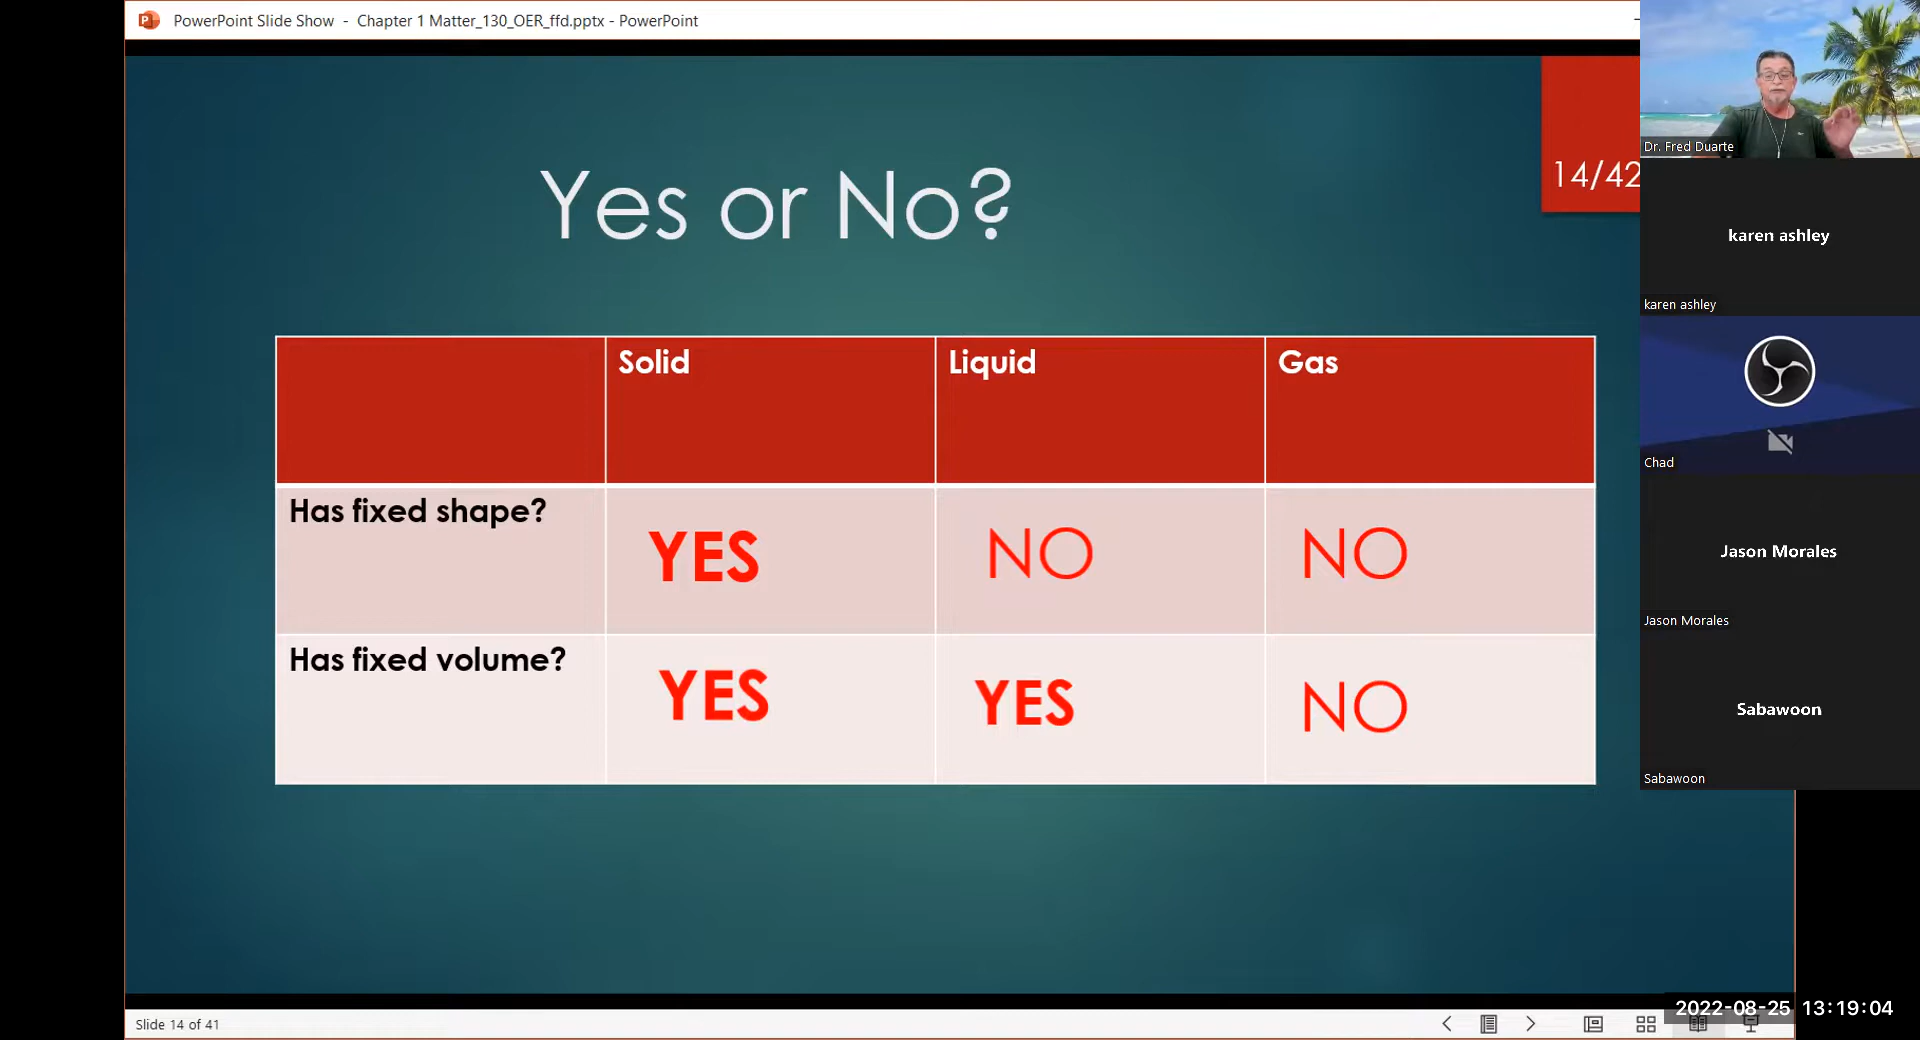 PowerPoint Slide Show - Chapter 1 Matter_130_OER_ffd.pptx - PowerPoint
14/42
Yes or No?
Solid Liquid Gas
Has fixed shape? YES NO NO
Has fixed volume? YES YES NO
Dr. Fred Duarte
karen ashley
karen ashley
Chad
Jason Morales
Jason Morales
Sabawoon
Sabawoon
Slide 14 of 41
2022-08-25 13:19:04